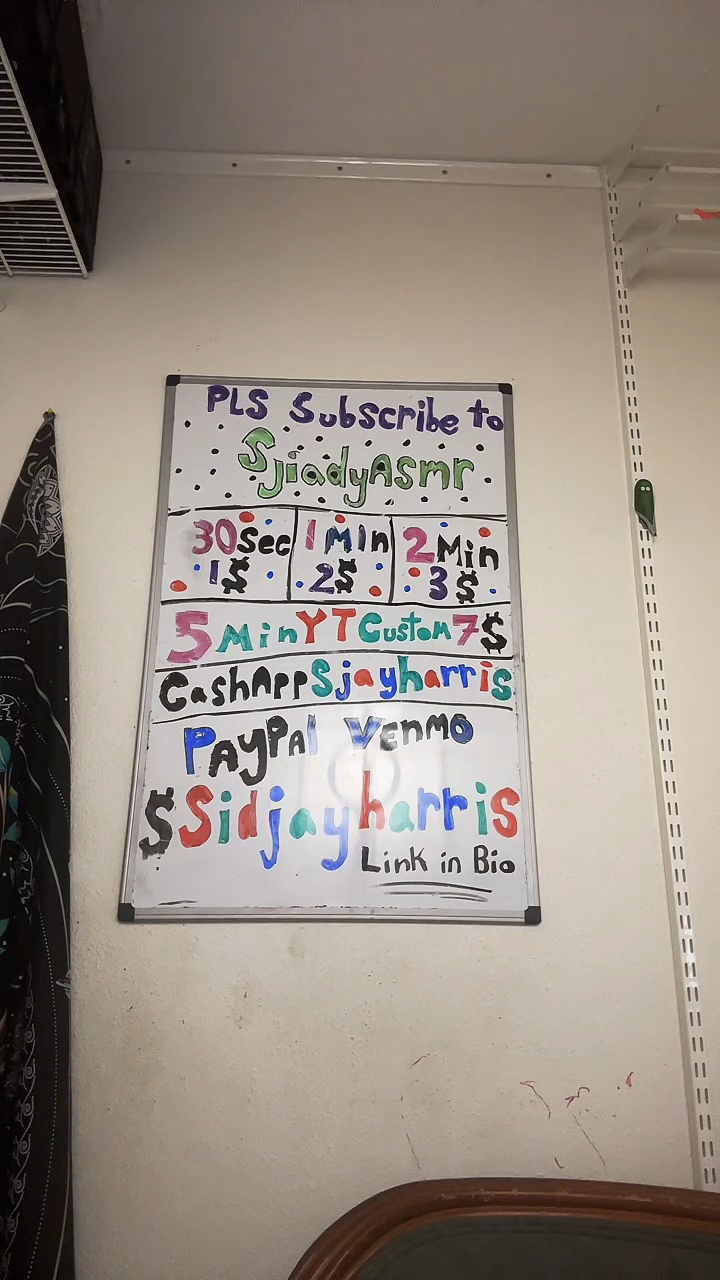 PLS Subscribe to
SjiadyAsmr
30Sec 1Min 2Min
1$ 2$ 3$
5MinYTCustom7$
CashAppSjayharris
PayPal Venmo
$Sidjayharris
Link in Bio